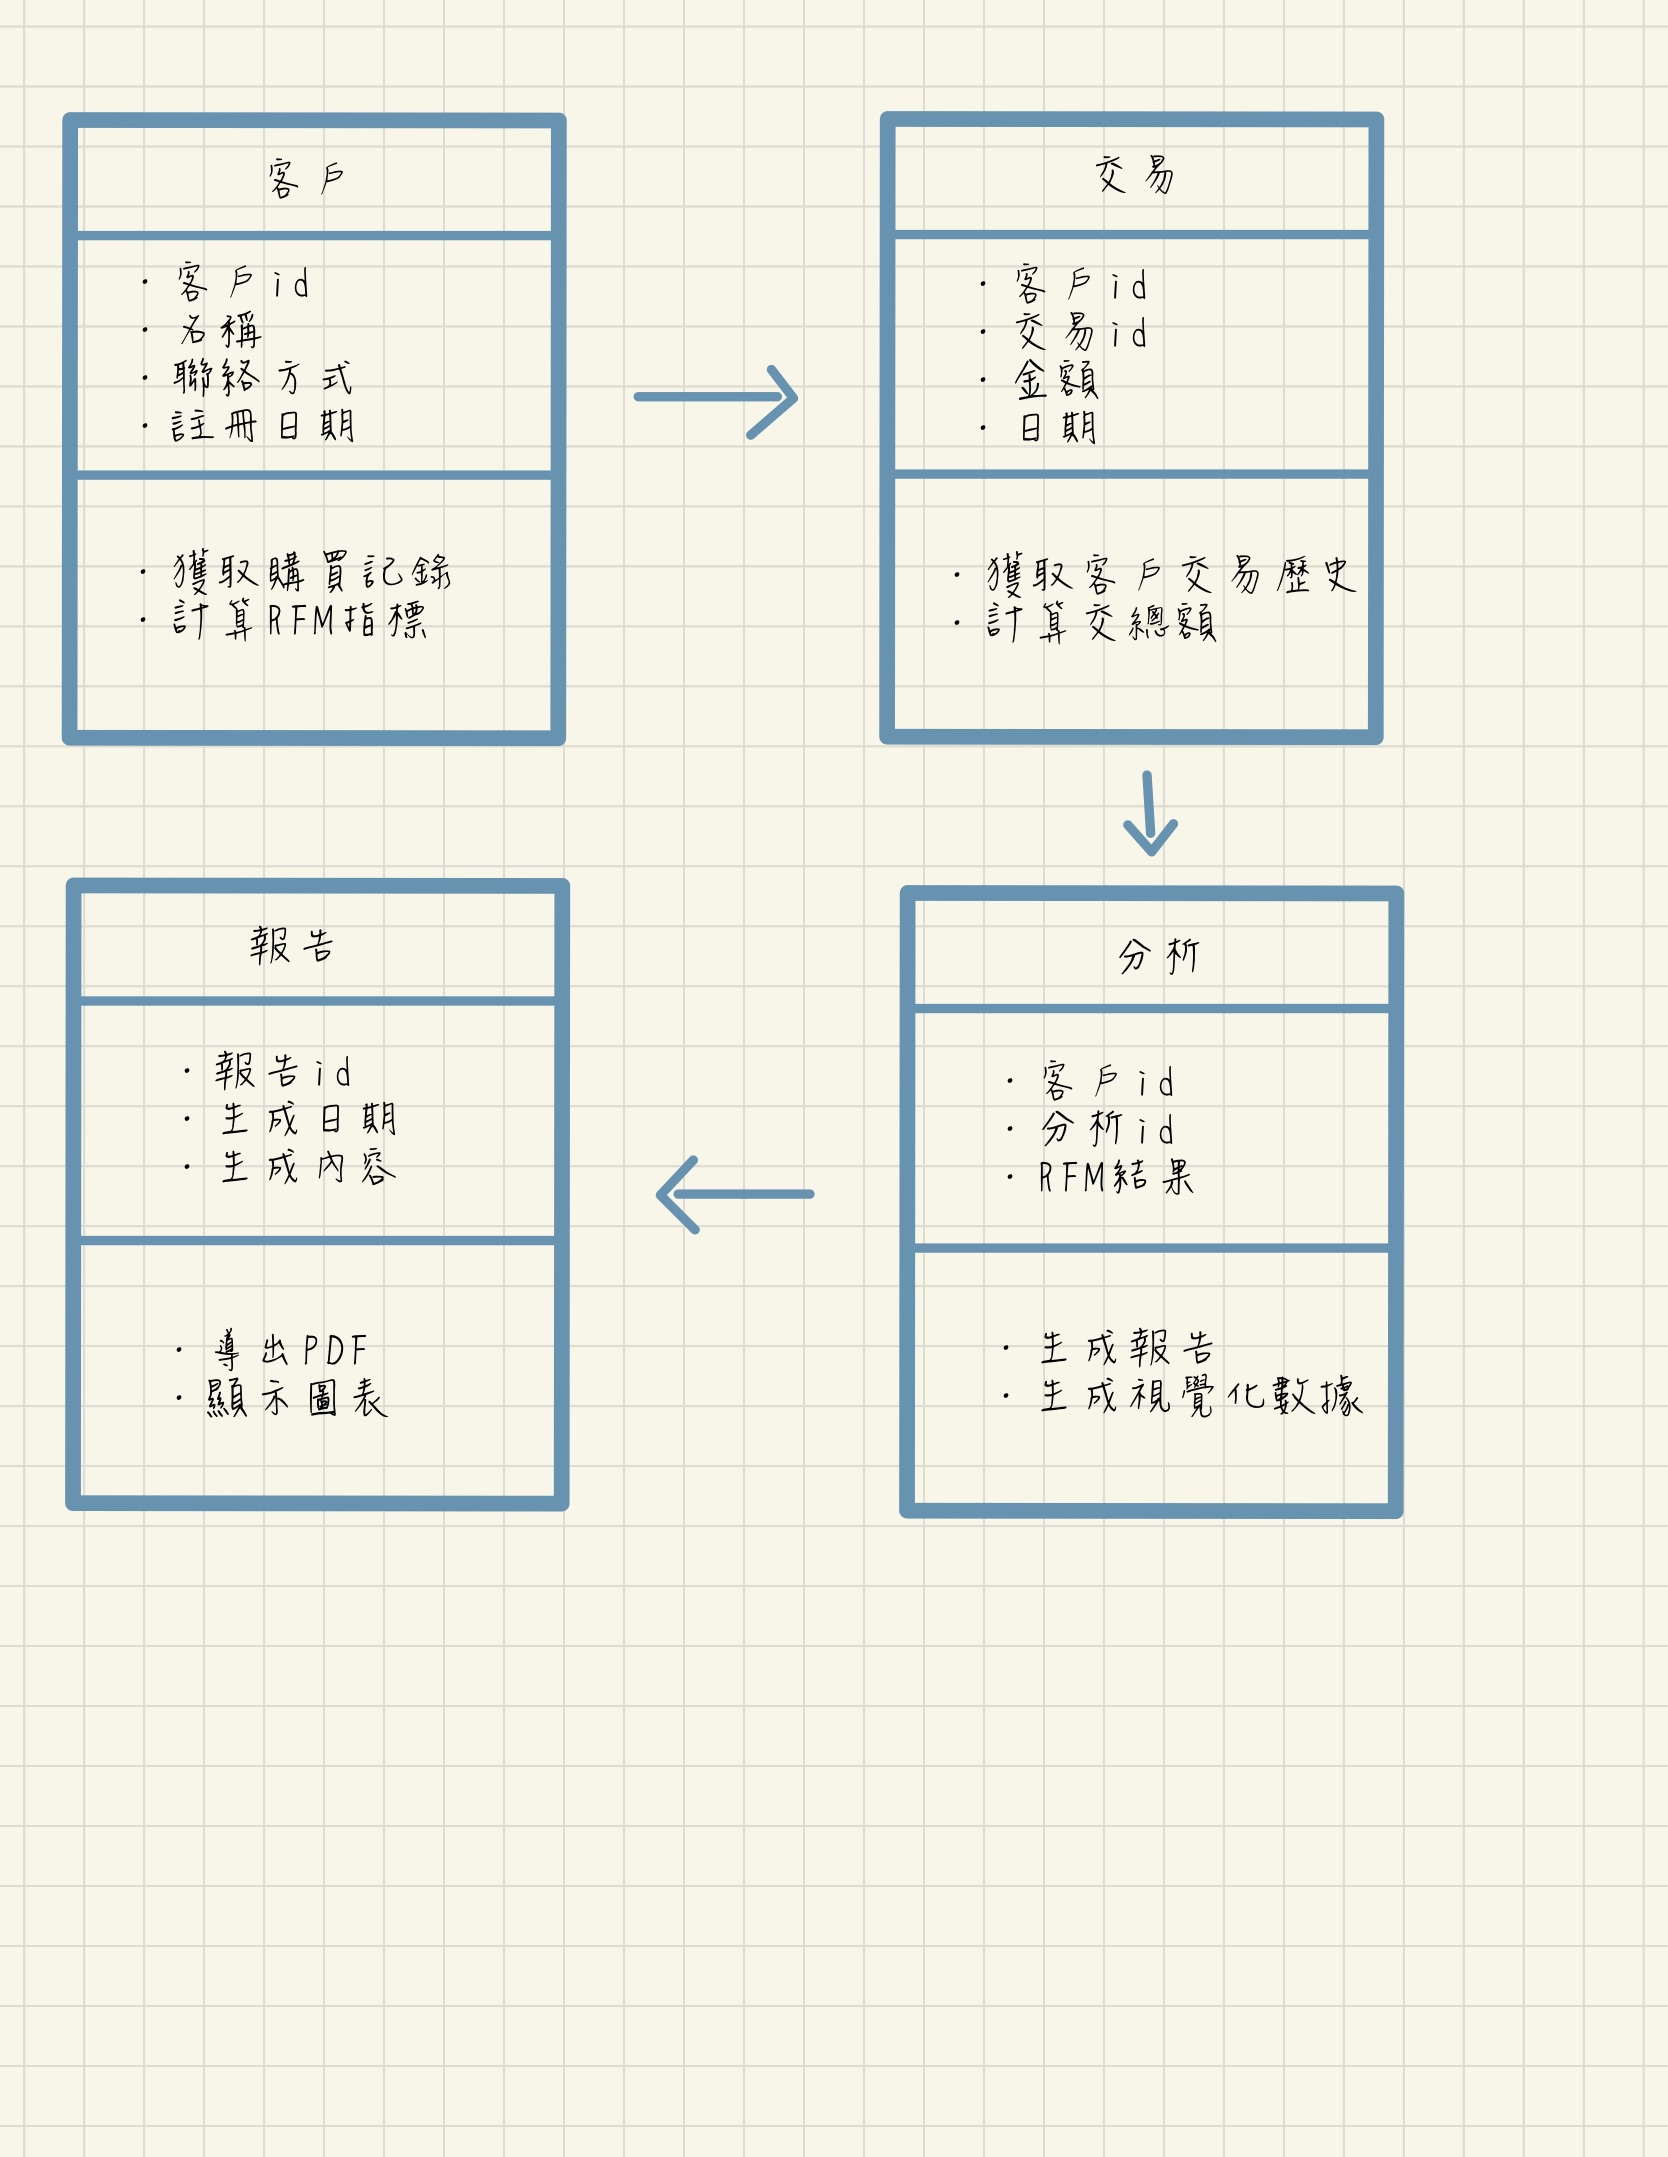 客戶
・客戶id
・名稱
・聯絡方式
・註冊日期
・獲取購買記錄
・計算RFM指標
交易
・客戶id
・交易id
・金額
・日期
・獲取客戶交易歷史
・計算交總額
分析
・客戶id
・分析id
・RFM結果
・生成報告
・生成視覺化數據
報告
・報告id
・生成日期
・生成內容
・導出PDF
・顯示圖表